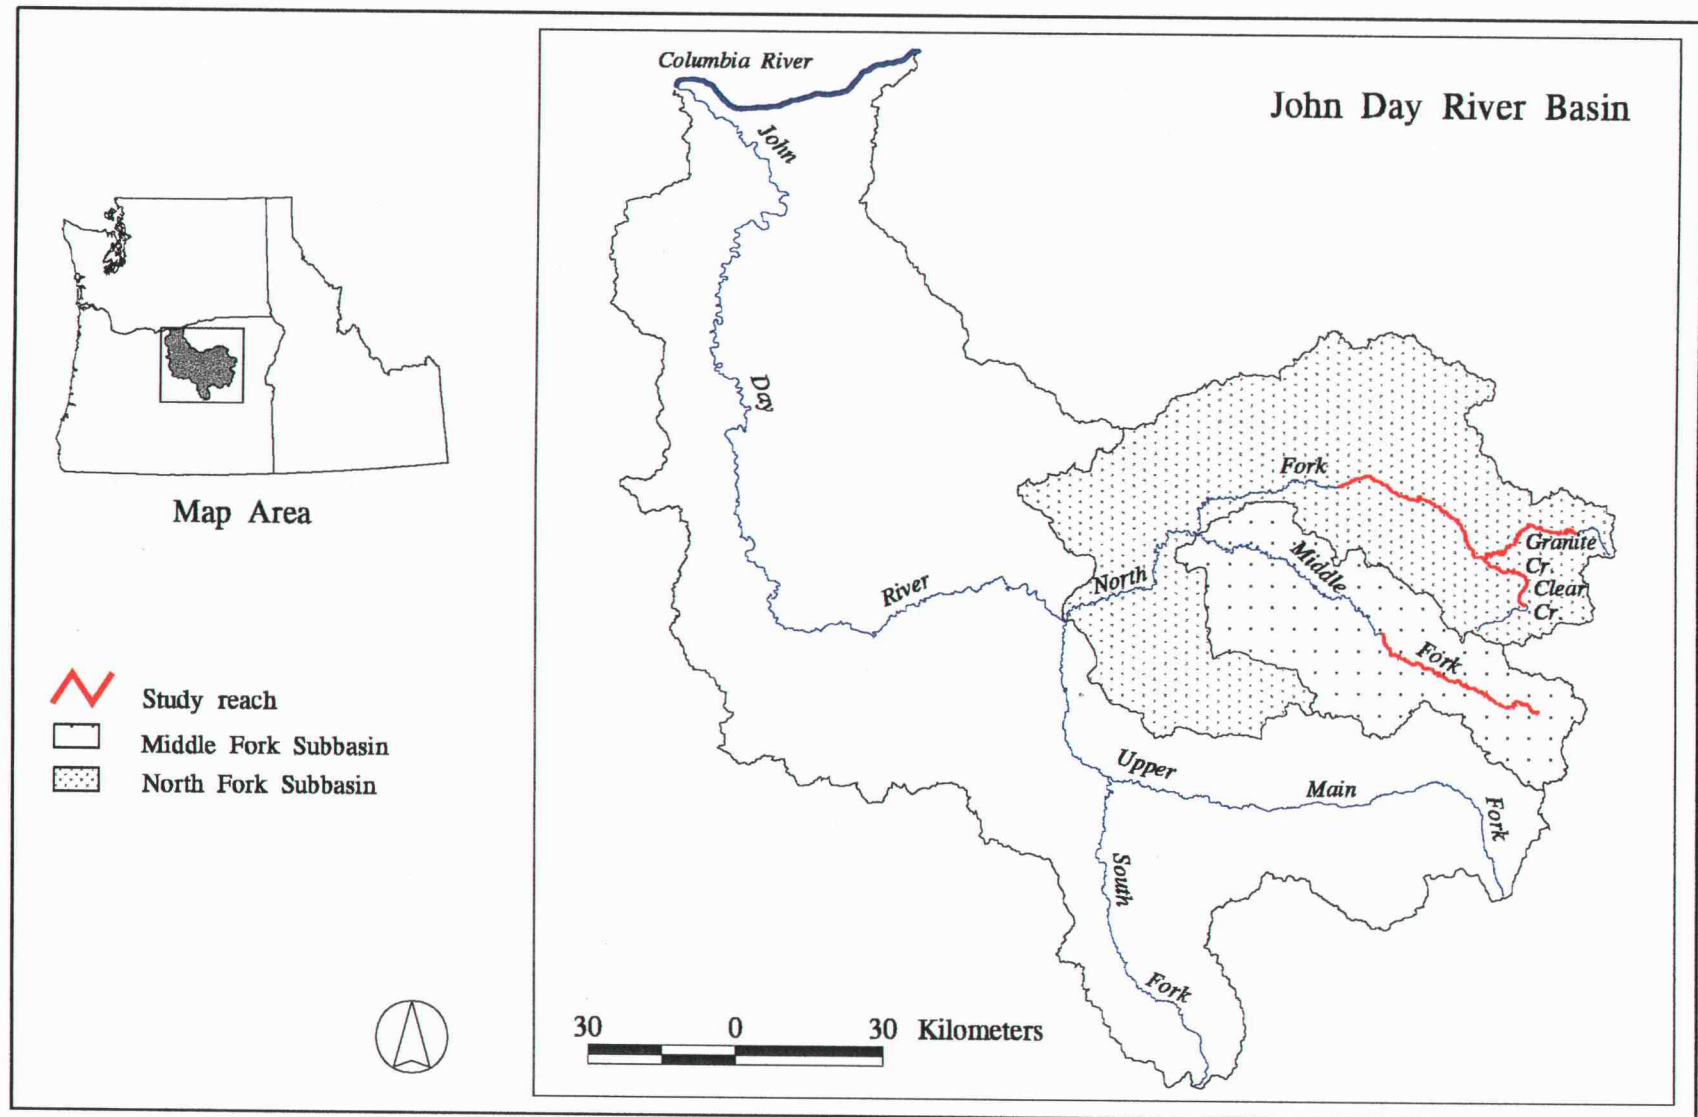 Columbia River
John Day River Basin
John
Day
River
Fork
North
Middle
Granite
Cr.
Clear
Cr.
Fork
Upper
Main
Fork
South
Fork
Map Area
Study reach
Middle Fork Subbasin
North Fork Subbasin
30 0 30 Kilometers